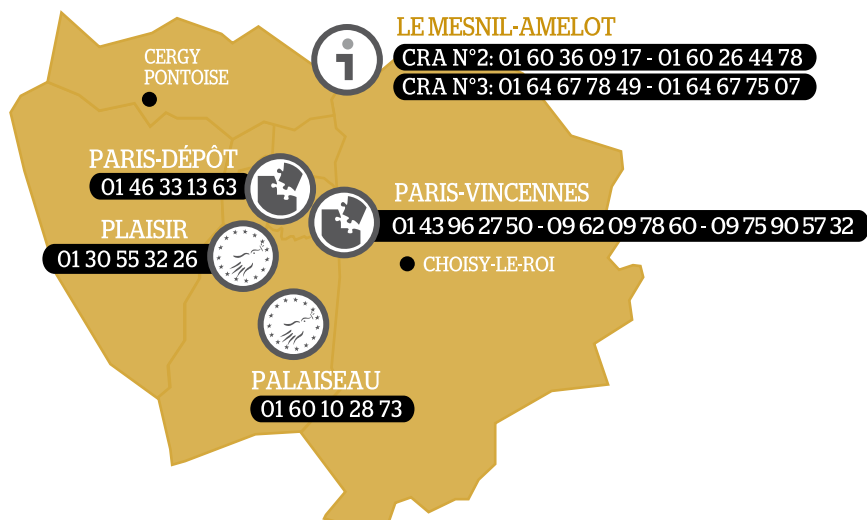 LE MESNIL-AMELOT
CRA N°2: 01 60 36 09 17 - 01 60 26 44 78
CRA N°3: 01 64 67 78 49 - 01 64 67 75 07
CERGY
PONTOISE
PARIS-DÉPÔT
01 46 33 13 63
PARIS-VINCENNES
01 43 96 27 50 - 09 62 09 78 60 - 09 75 90 57 32
PLAISIR
01 30 55 32 26
CHOISY-LE-ROI
PALAISEAU
01 60 10 28 73